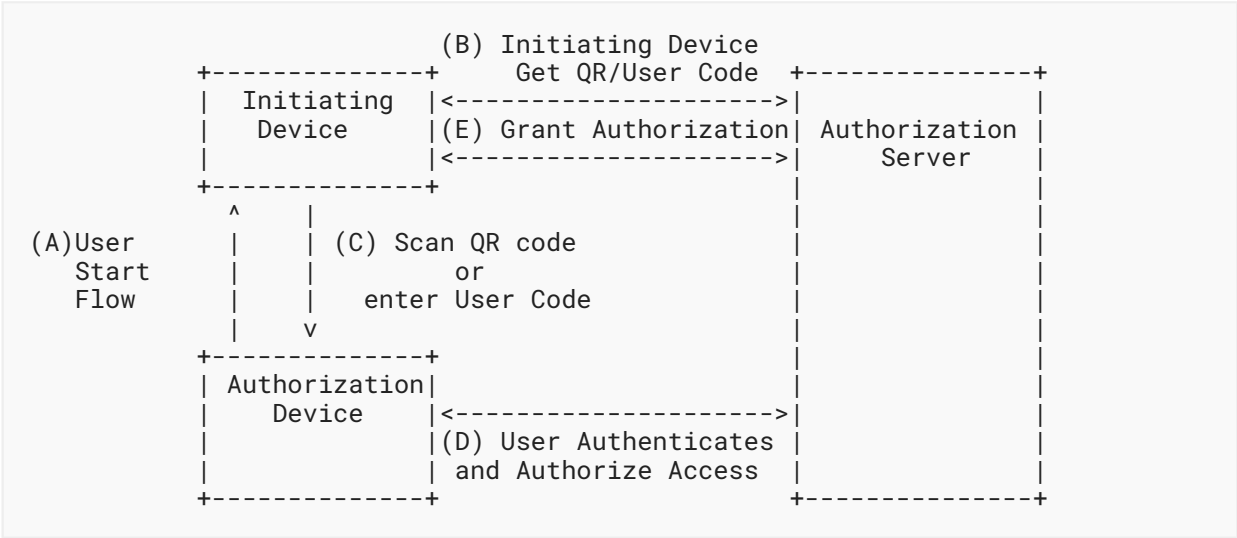 (B) Initiating Device
Get QR/User Code
Initiating
Device
(E) Grant Authorization
Authorization
Server
(A)User
Start
Flow
(C) Scan QR code
or
enter User Code
Authorization
Device
(D) User Authenticates
and Authorize Access